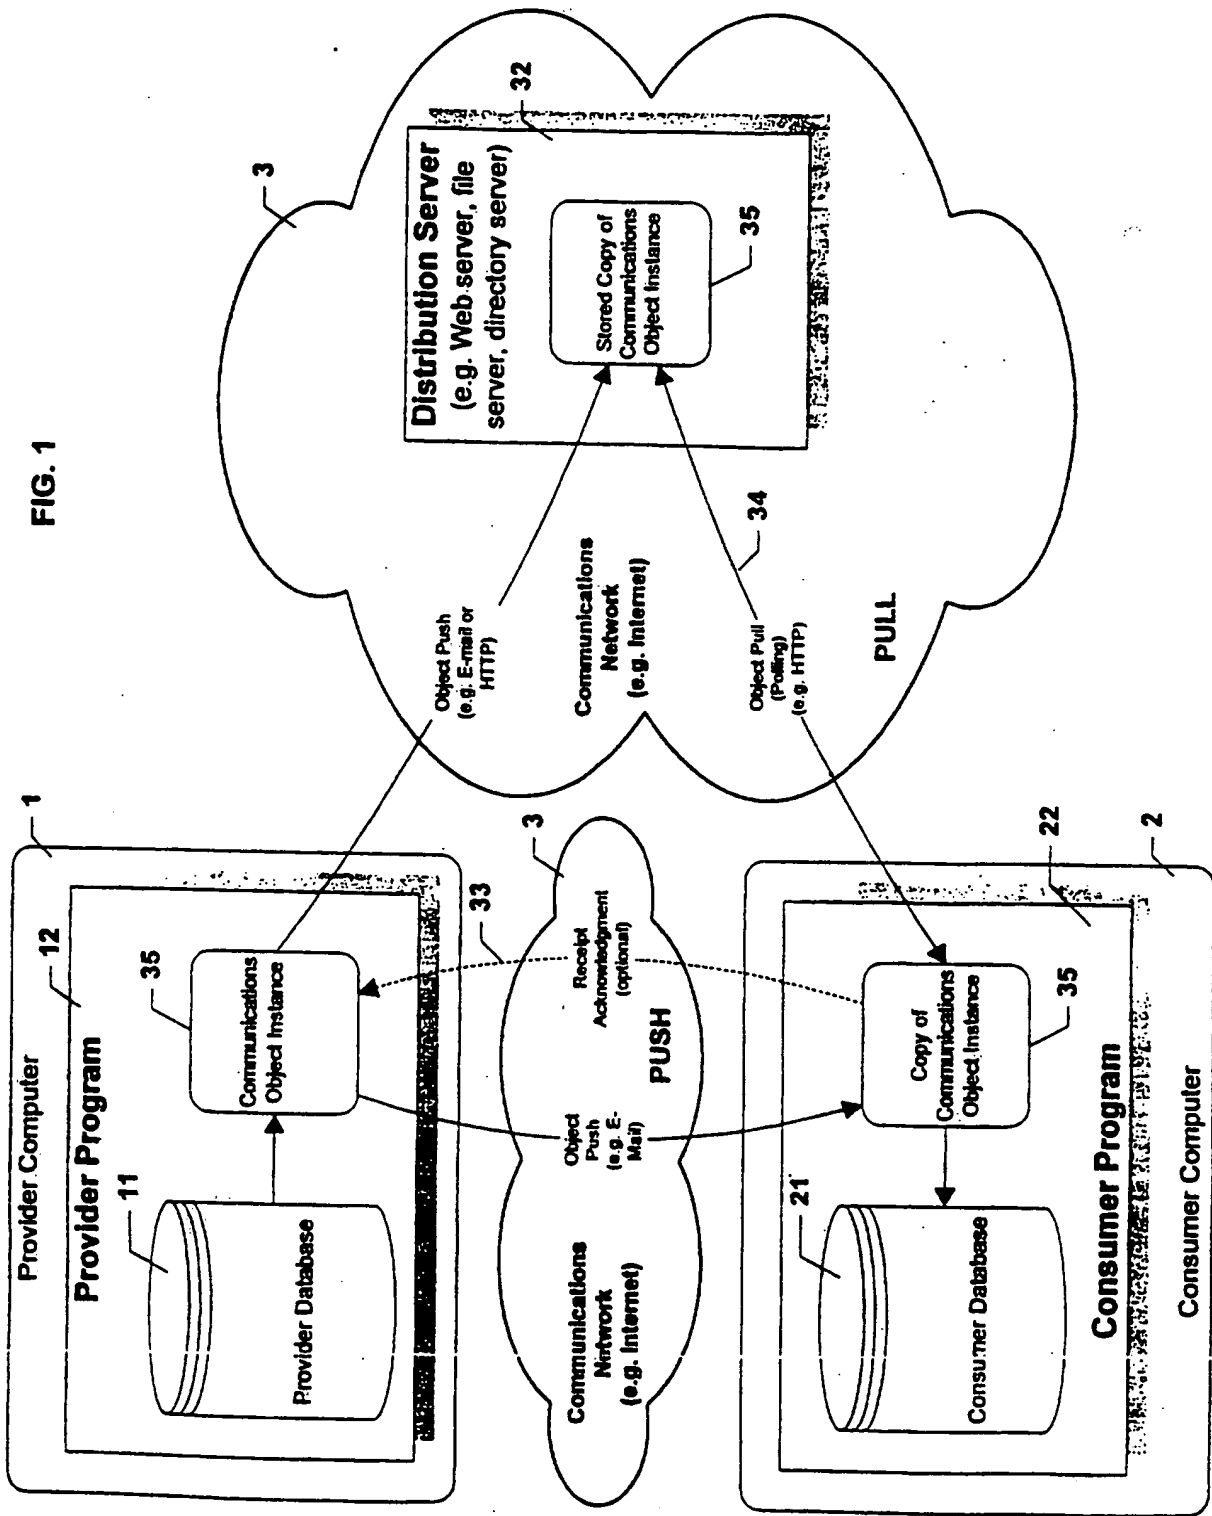 FIG. 1
Provider Computer
1
Provider Program
12
11
Provider Database
35
Communications
Object Instance
Object Push
(e.g. E-mail or
HTTP)
3
Distribution Server
(e.g. Web server, file
server, directory server)
32
Stored Copy of
Communications
Object Instance
35
Communications
Network
(e.g. Internet)
34
Object Pull
(Polling)
(e.g. HTTP)
PULL
Communications
Network
(e.g. Internet)
Object
Push
(e.g. E-
Mail)
PUSH
Receipt
Acknowledgment
(optional)
33
3
21
Consumer Database
Copy of
Communications
Object Instance
35
Consumer Program
22
Consumer Computer
2